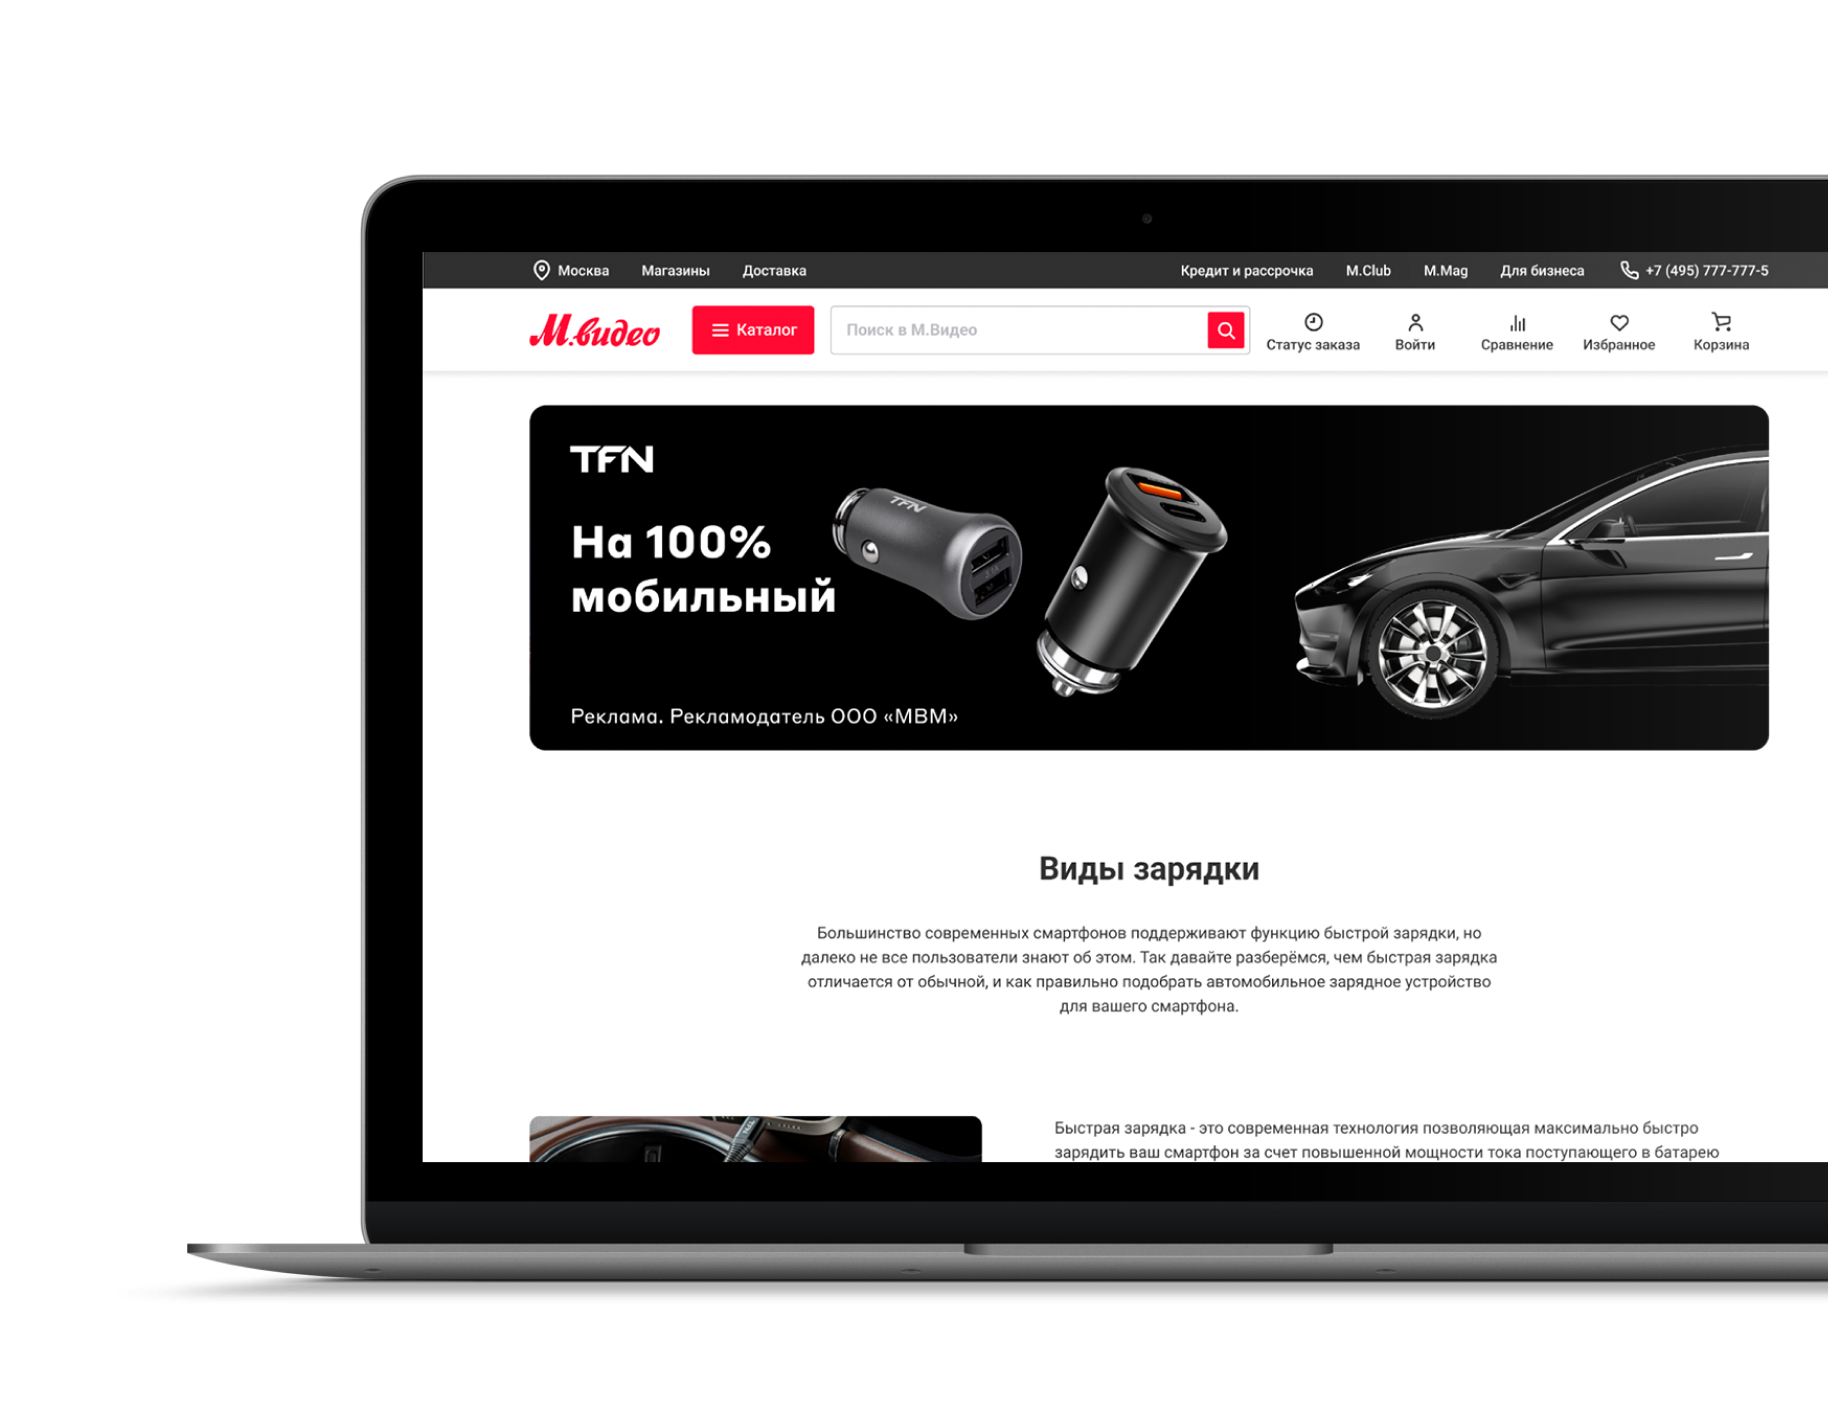 Москва Магазины Доставка Кредит и рассрочка M.Club M.Mag Для бизнеса +7 (495) 777-777-5
М.видео Каталог Поиск в М.Видео Статус заказа Войти Сравнение Избранное Корзина
TFN
TFN
На 100%
мобильный
Реклама. Рекламодатель ООО «МВМ»
Виды зарядки
Большинство современных смартфонов поддерживают функцию быстрой зарядки, но
далеко не все пользователи знают об этом. Так давайте разберёмся, чем быстрая зарядка
отличается от обычной, и как правильно подобрать автомобильное зарядное устройство
для вашего смартфона.
Быстрая зарядка - это современная технология позволяющая максимально быстро
зарядить ваш смартфон за счет повышенной мощности тока поступающего в батарею